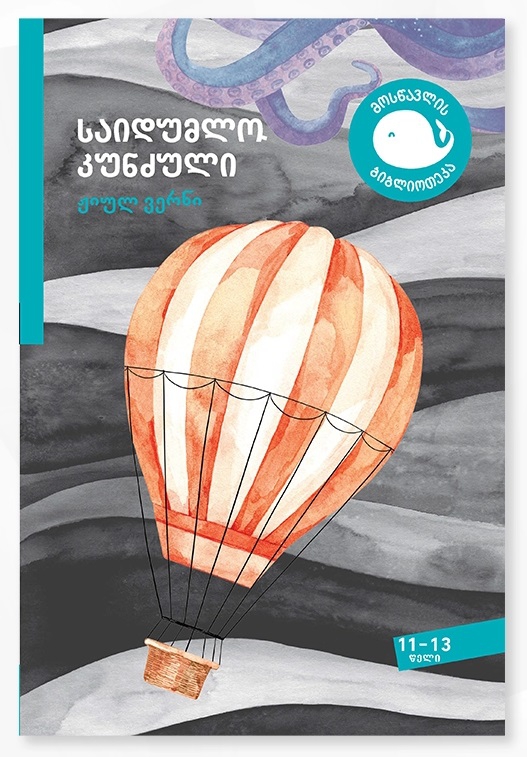 საიდუმლო
კუნძული
ჟიულ ვერნი
მოსწავლის
ბიბლიოთეკა
11-13
წელი